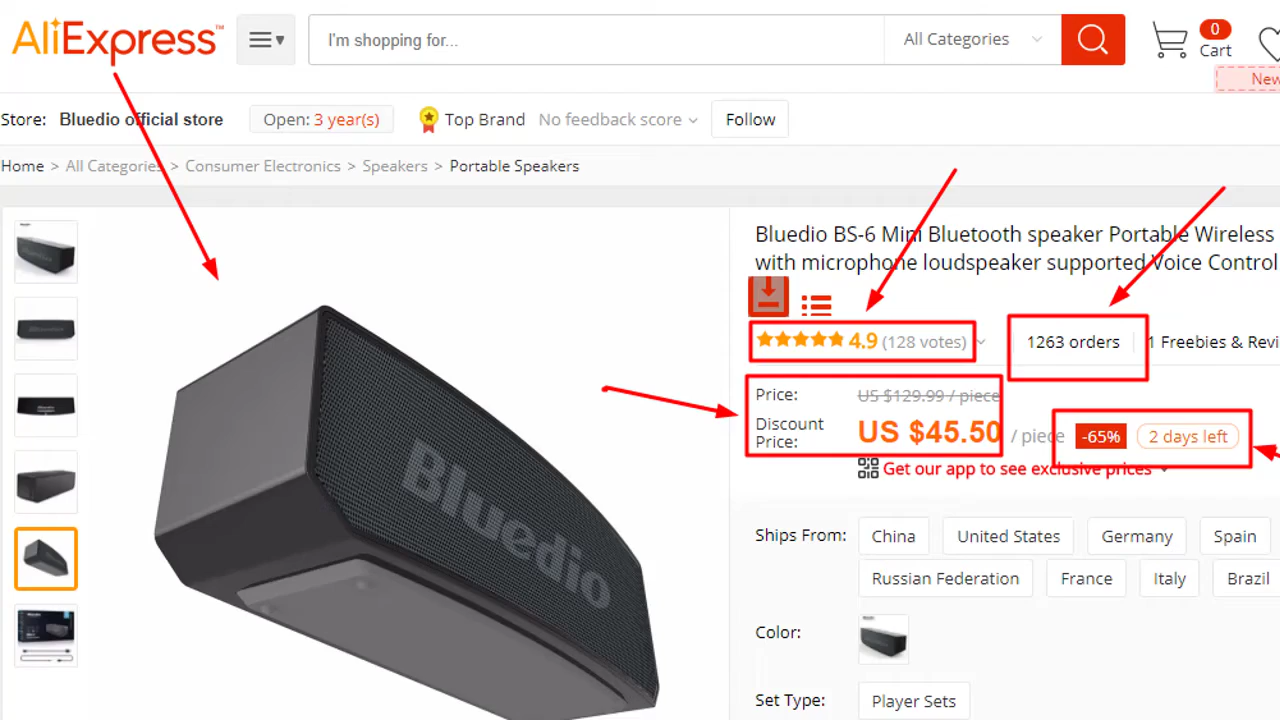 AliExpress™
I'm shopping for...
All Categories
0
Cart
New
Store: Bluedio official store
Open: 3 year(s)
Top Brand
No feedback score
Follow
Home > All Categories > Consumer Electronics > Speakers > Portable Speakers
Bluedio BS-6 Mini Bluetooth speaker Portable Wireless
with microphone loudspeaker supported Voice Control
4.9 (128 votes)
1263 orders
1 Freebies & Revi
Price: US $129.99 / piece
Discount Price: US $45.50 / piece
-65%
2 days left
Get our app to see exclusive prices
Ships From: China United States Germany Spain
Russian Federation France Italy Brazil
Color:
Set Type: Player Sets
Bluedio